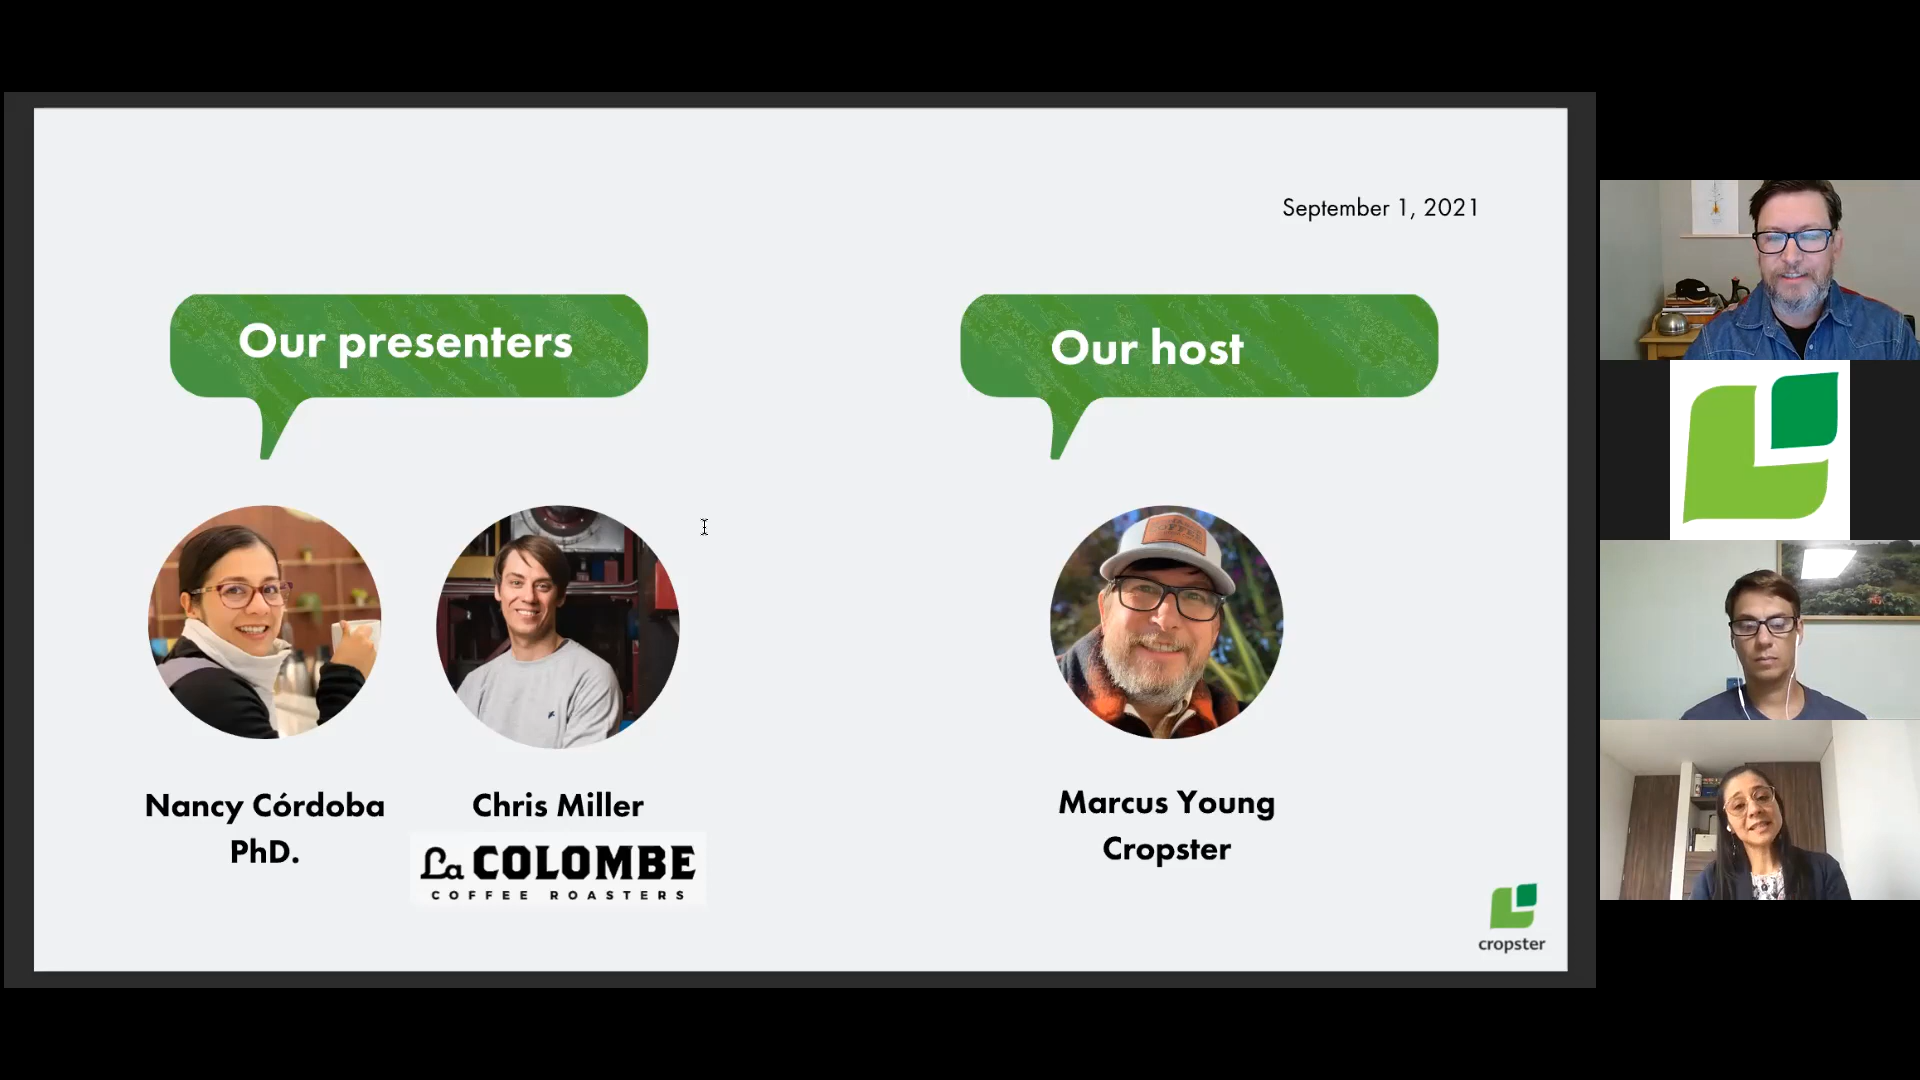 September 1, 2021
Our presenters
Our host
Nancy Córdoba
PhD.
Chris Miller
La COLOMBE
COFFEE ROASTERS
Marcus Young
Cropster
cropster